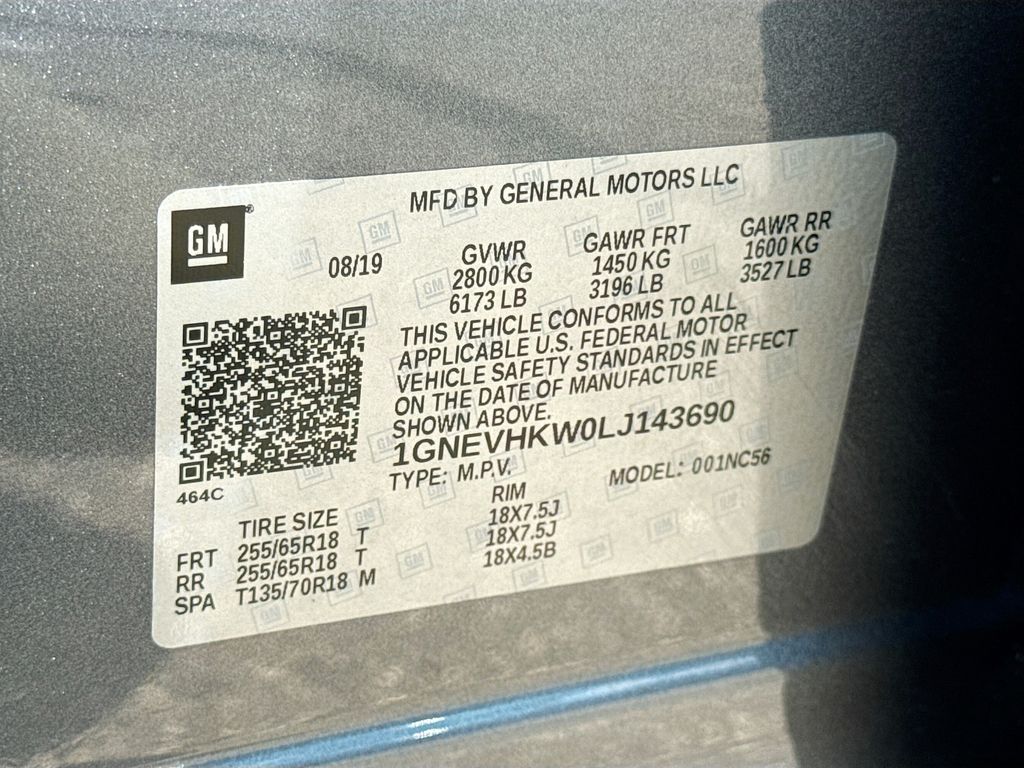 MFD BY GENERAL MOTORS LLC
GM
08/19
GVWR GAWR FRT GAWR RR
2800 KG 1450 KG 1600 KG
6173 LB 3196 LB 3527 LB
THIS VEHICLE CONFORMS TO ALL
APPLICABLE U.S. FEDERAL MOTOR
VEHICLE SAFETY STANDARDS IN EFFECT
ON THE DATE OF MANUFACTURE
SHOWN ABOVE.
1GNEVHKW0LJ143690
TYPE: M.P.V. MODEL: 001NC56
464C
TIRE SIZE RIM
FRT 255/65R18 T 18X7.5J
RR 255/65R18 T 18X7.5J
SPA T135/70R18 M 18X4.5B